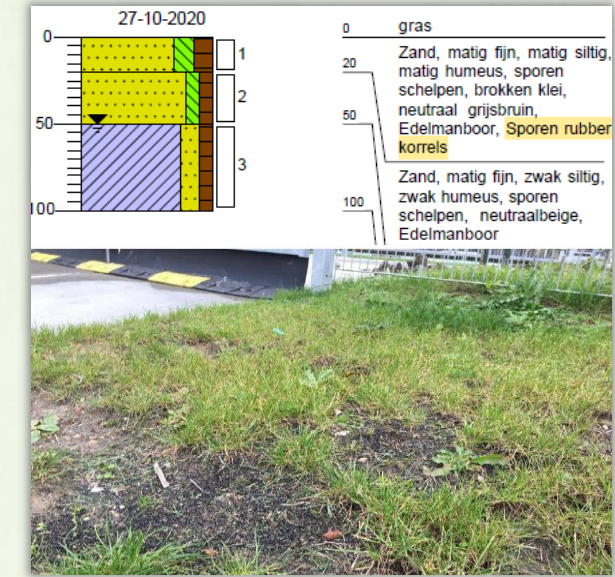 27-10-2020
0
50
100
1
2
3
0
gras
20
Zand, matig fijn, matig siltig,
matig humeus, sporen
schelpen, brokken klei,
neutraal grijsbruin,
Edelmanboor, Sporen rubber
korrels
50
Zand, matig fijn, zwak siltig,
zwak humeus, sporen
schelpen, neutraalbeige,
Edelmanboor
100